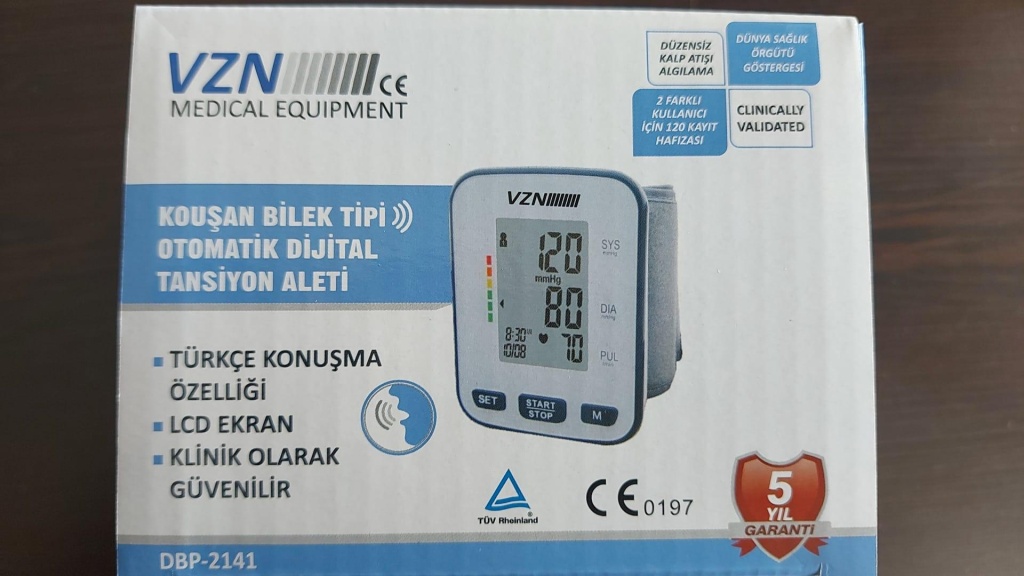 VZN CE
MEDICAL EQUIPMENT
DÜZENSİZ
KALP ATIŞI
ALGILAMA
DÜNYA SAĞLIK
ÖRGÜTÜ
GÖSTERGESİ
2 FARKLI
KULLANICI
İÇİN 120 KAYIT
HAFIZASI
CLINICALLY
VALIDATED
KOUŞAN BİLEK TİPİ
OTOMATİK DİJİTAL
TANSİYON ALETİ
TÜRKÇE KONUŞMA
ÖZELLİĞİ
LCD EKRAN
KLİNİK OLARAK
GÜVENİLİR
VZN
120 SYS
mmHg
80 DIA
8:30
10/08
70 PUL
SET
START
STOP
M
TÜV Rheinland®
CE 0197
5
YIL
GARANTİ
DBP-2141